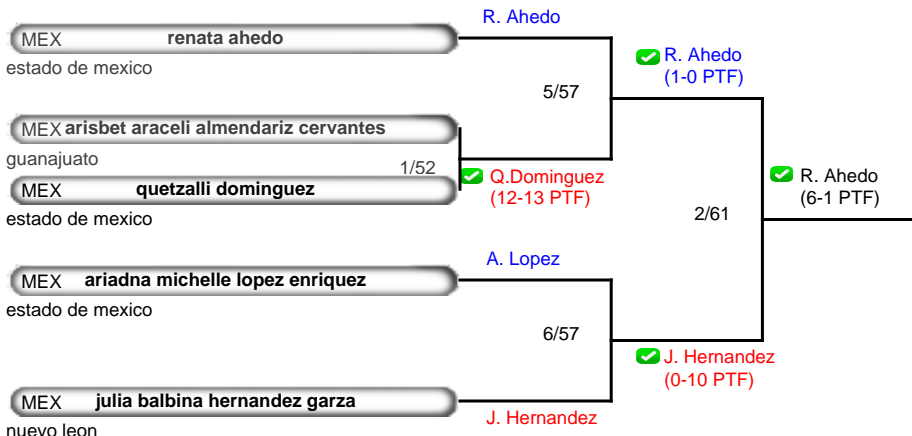 R. Ahedo
MEX renata ahedo
estado de mexico
R. Ahedo
(1-0 PTF)
5/57
MEX arisbet araceli almendariz cervantes
guanajuato
1/52
Q.Dominguez
(12-13 PTF)
MEX quetzalli dominguez
estado de mexico
R. Ahedo
(6-1 PTF)
2/61
A. Lopez
MEX ariadna michelle lopez enriquez
estado de mexico
6/57
J. Hernandez
(0-10 PTF)
MEX julia balbina hernandez garza
J. Hernandez
nuevo leon